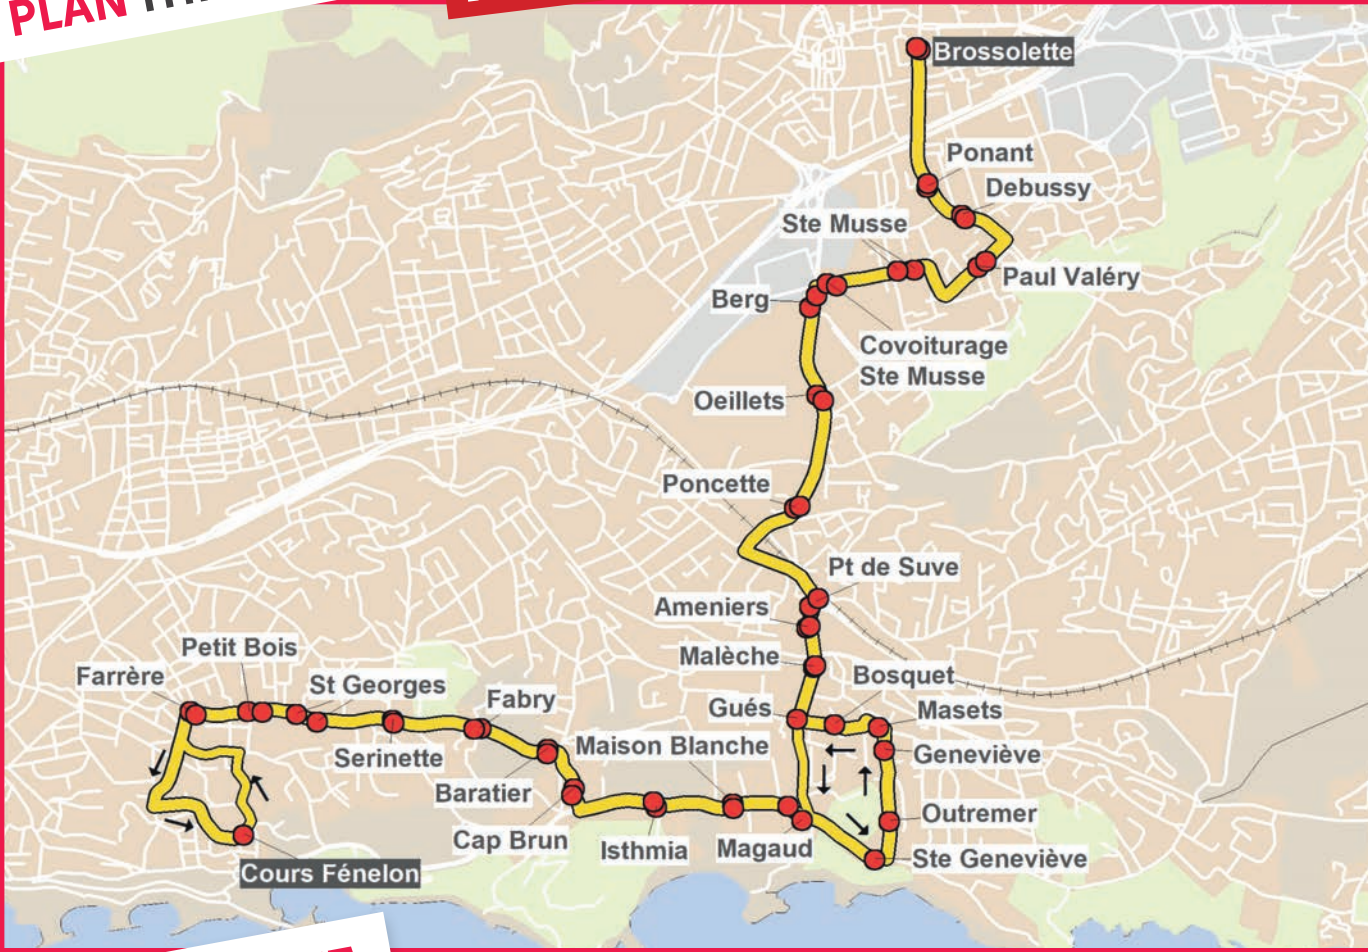 PLAN
Brossolette
Ponant
Debussy
Ste Musse
Paul Valéry
Berg
Covoiturage
Ste Musse
Oeillets
Poncette
Pt de Suve
Ameniers
Malèche
Petit Bois
Farrère
St Georges
Fabry
Serinette
Baratier
Cap Brun
Maison Blanche
Isthmia
Magaud
Gués
Bosquet
Masets
Geneviève
Outremer
Ste Geneviève
Cours Fénelon